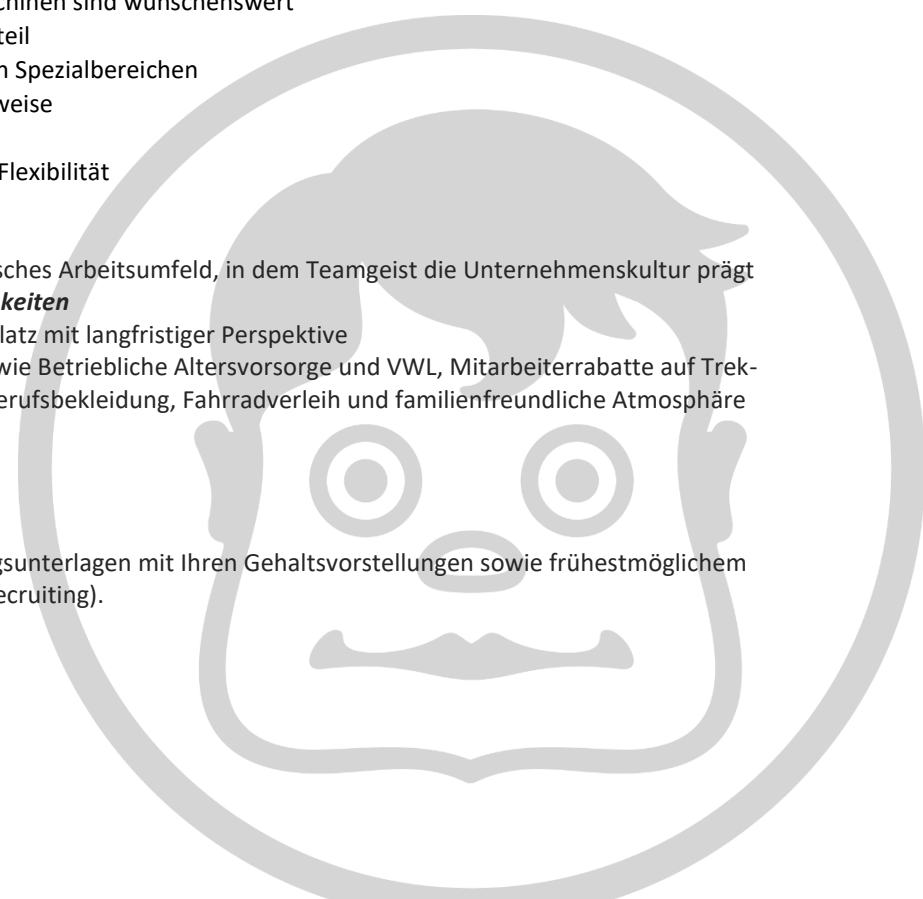 chinen sind wünschenswert
teil
n Spezialbereichen
weise
Flexibilität
sches Arbeitsumfeld, in dem Teamgeist die Unternehmenskultur prägt
keiten
latz mit langfristiger Perspektive
wie Betriebliche Altersvorsorge und VWL, Mitarbeiterrabatte auf Trek-
erufsbekleidung, Fahrradverleih und familienfreundliche Atmosphäre
gsunterlagen mit Ihren Gehaltsvorstellungen sowie frühestmöglichem
ecruiting).